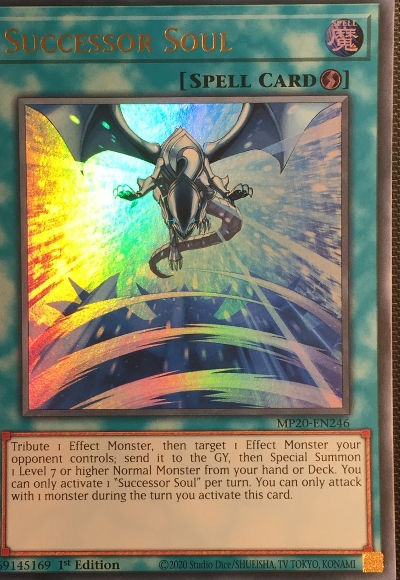 Successor Soul
SPELL
魔
[Spell Card]
MP20-EN246
Tribute 1 Effect Monster, then target 1 Effect Monster your
opponent controls; send it to the GY, then Special Summon
1 Level 7 or higher Normal Monster from your hand or Deck. You
can only activate 1 "Successor Soul" per turn. You can only attack
with 1 monster during the turn you activate this card.
69145169 1st Edition
©2020 Studio Dice/SHUEISHA, TV TOKYO, KONAMI